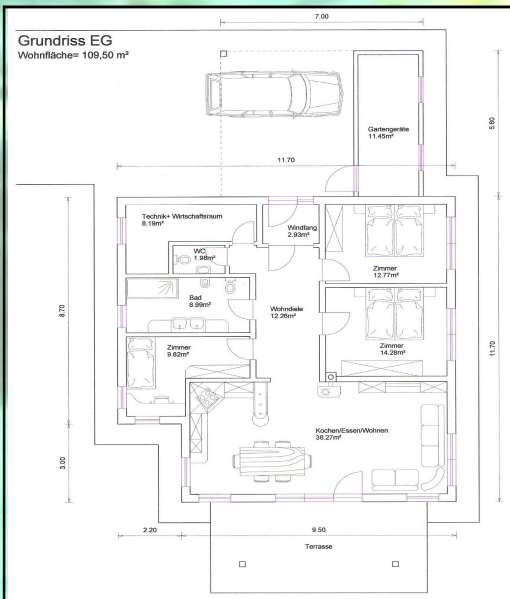 Grundriss EG
Wohnfläche= 109,50 m²
7.00
Gartengeräte
11.45m²
5.60
11.70
Technik+ Wirtschaftsraum
8.19m²
Windfang
2.93m²
WC
1.98m²
Zimmer
12.77m²
Bad
8.99m²
Wohndiele
12.26m²
8.70
11.70
Zimmer
9.82m²
Zimmer
14.28m²
Kochen/Essen/Wohnen
38.27m²
3.00
2.20
9.50
Terrasse